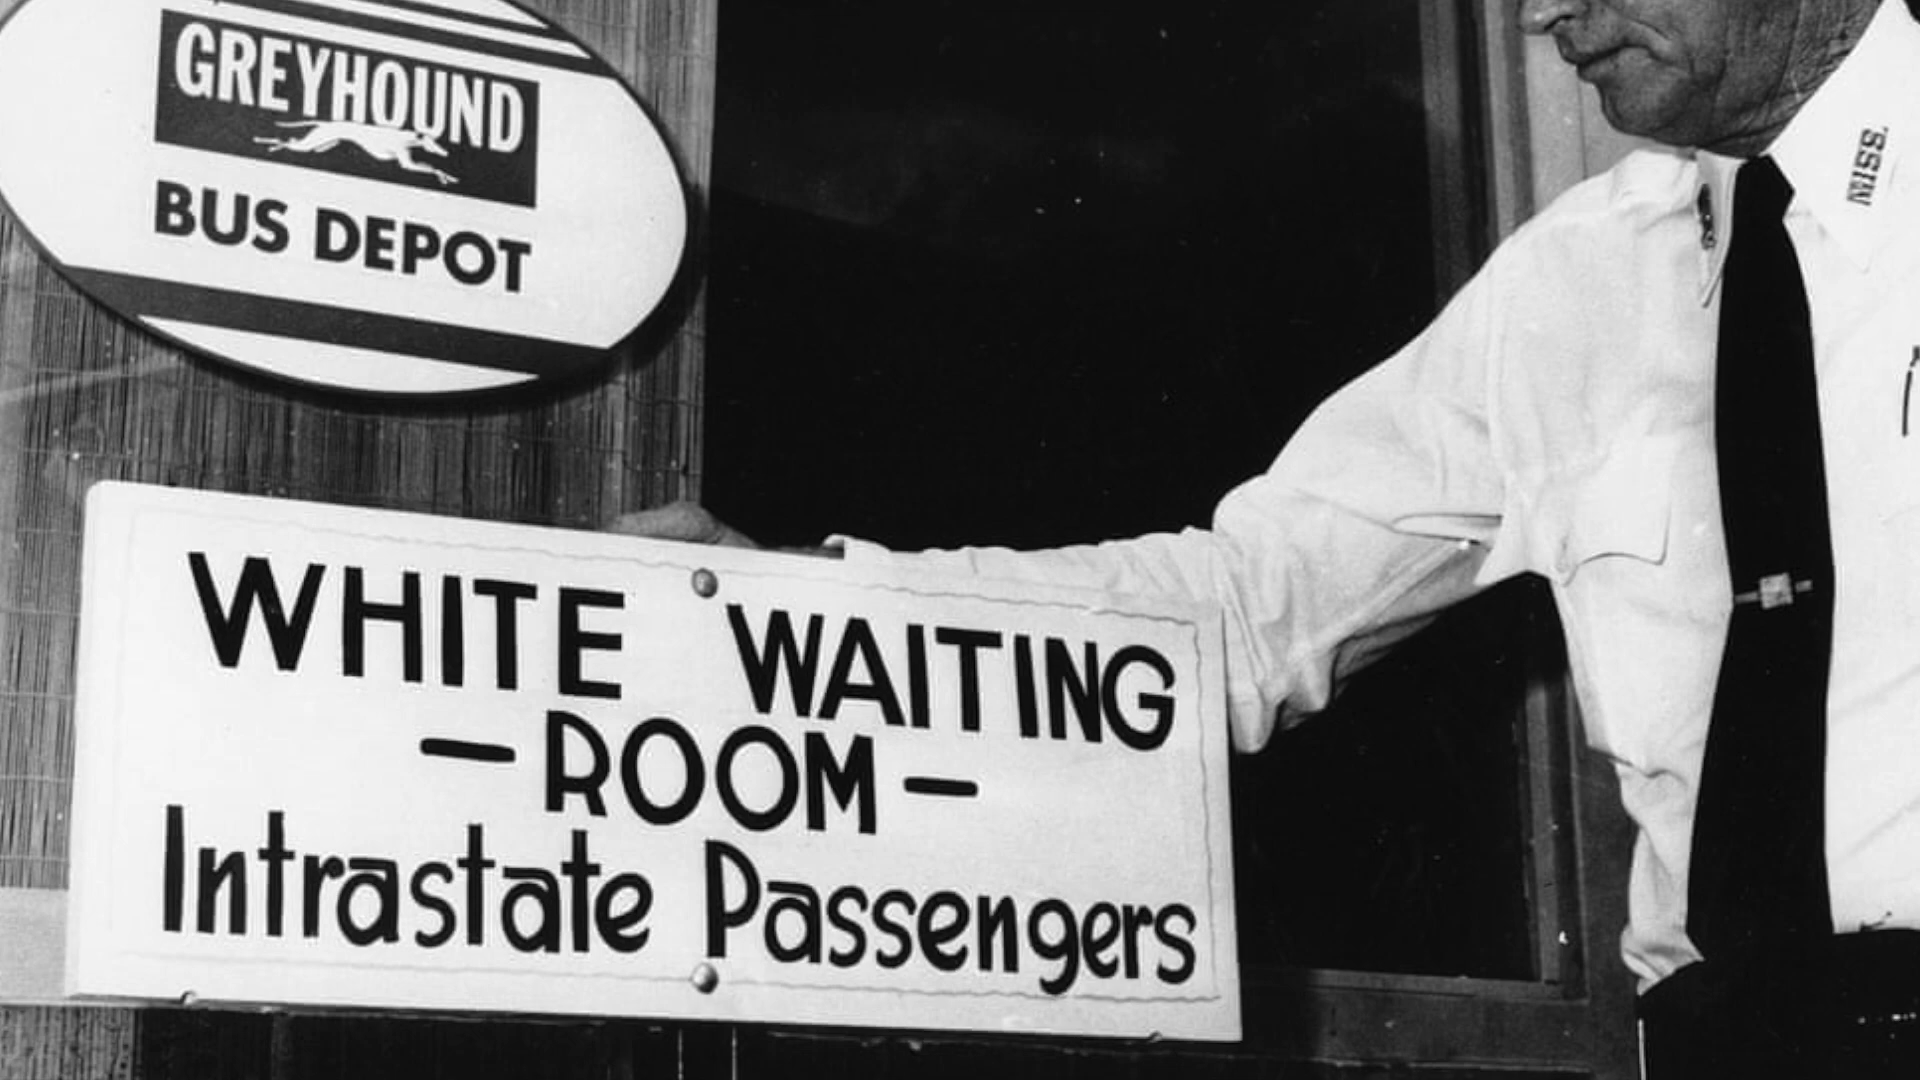 GREYHOUND
BUS DEPOT
WHITE WAITING
- ROOM -
Intrastate Passengers